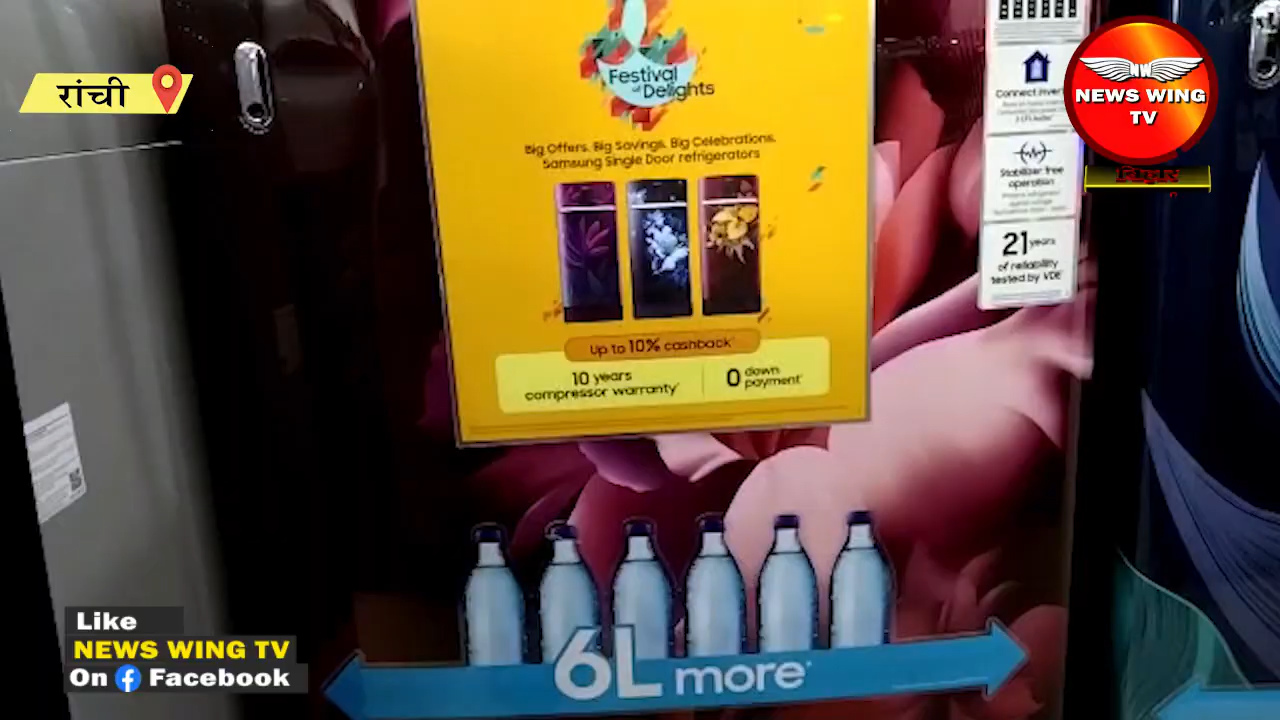 रांची
Festival
of Delights
Big Offers. Big Savings. Big Celebrations.
Samsung Single Door refrigerators
Up to 10% cashback*
10 years
compressor warranty*
0 down
payment*
Stabilizer free
operation
21 years
of reliability
tested by VDE
NW
NEWS WING
TV
6L more*
Like
NEWS WING TV
On Facebook